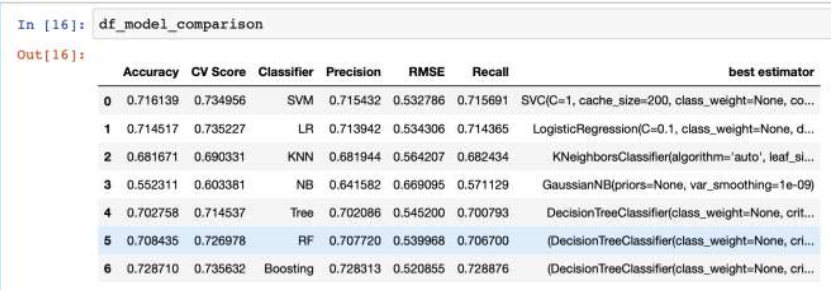 In [16]: df_model_comparison
Out[16]:
Accuracy CV Score Classifier Precision RMSE Recall best estimator
0 0.716139 0.734956 SVM 0.715432 0.532786 0.715691 SVC(C=1, cache_size=200, class_weight=None, co...
1 0.714517 0.735227 LR 0.713942 0.534306 0.714365 LogisticRegression(C=0.1, class_weight=None, d...
2 0.681671 0.690331 KNN 0.681944 0.564207 0.682434 KNeighborsClassifier(algorithm='auto', leaf_si...
3 0.552311 0.603381 NB 0.641582 0.669095 0.571129 GaussianNB(priors=None, var_smoothing=1e-09)
4 0.702758 0.714537 Tree 0.702086 0.545200 0.700793 DecisionTreeClassifier(class_weight=None, crit...
5 0.708435 0.726978 RF 0.707720 0.539968 0.706700 (DecisionTreeClassifier(class_weight=None, cri...
6 0.728710 0.735632 Boosting 0.728313 0.520855 0.728876 (DecisionTreeClassifier(class_weight=None, cri...